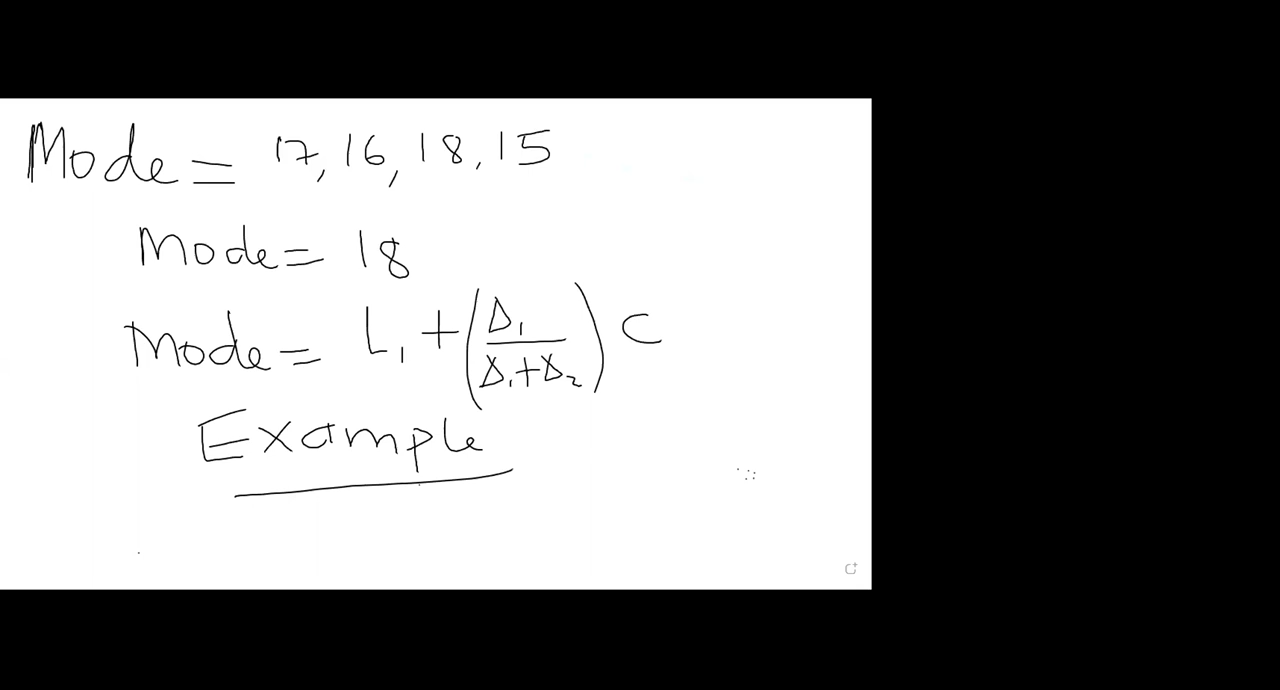 Mode = 17, 16, 18, 15
Mode = 18
Mode = L₁ + (Δ₁/(Δ₁+Δ₂)) C
Example